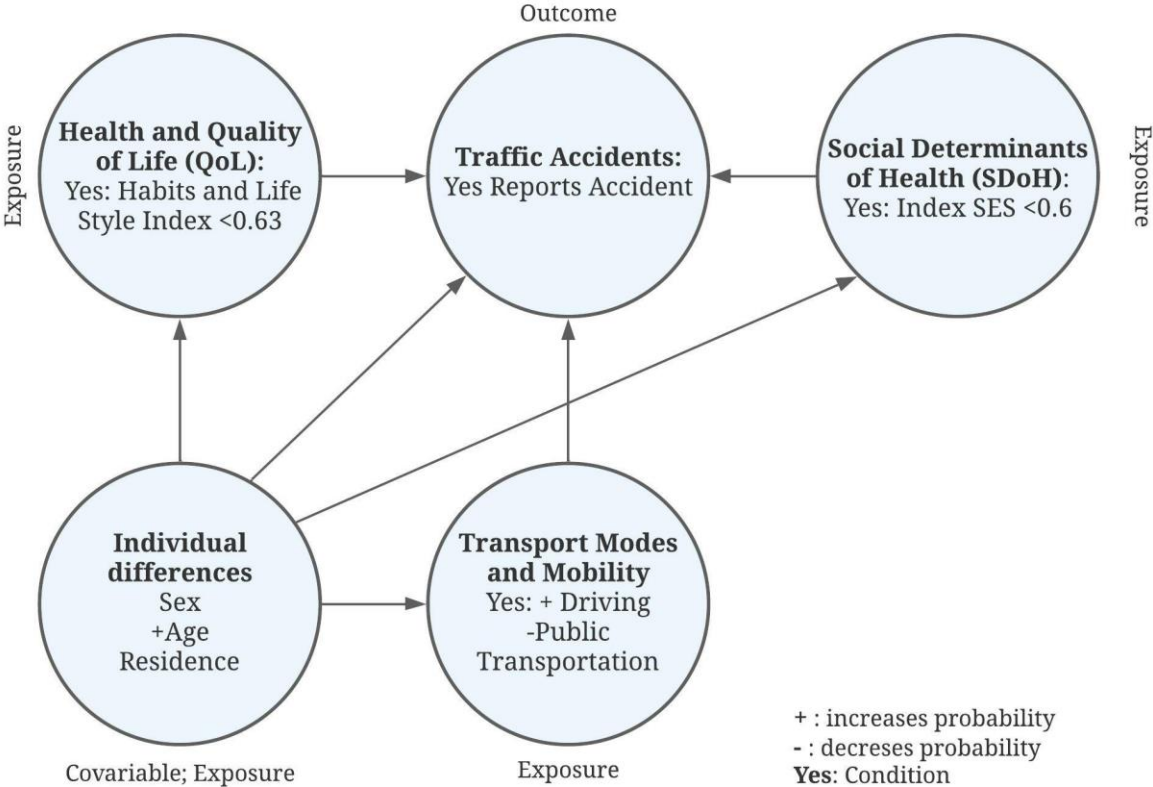 Outcome
Exposure
Health and Quality
of Life (QoL):
Yes: Habits and Life
Style Index <0.63
Traffic Accidents:
Yes Reports Accident
Social Determinants
of Health (SDoH):
Yes: Index SES <0.6
Exposure
Individual
differences
Sex
+Age
Residence
Covariable; Exposure
Transport Modes
and Mobility
Yes: + Driving
-Public
Transportation
Exposure
+ : increases probability
- : decreses probability
Yes: Condition